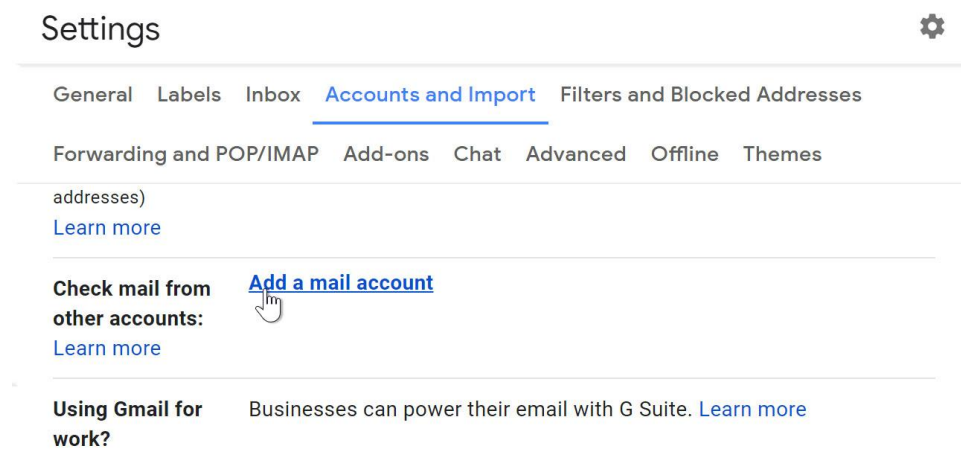 Settings
General Labels Inbox Accounts and Import Filters and Blocked Addresses
Forwarding and POP/IMAP Add-ons Chat Advanced Offline Themes
addresses)
Learn more
Check mail from Add a mail account
other accounts:
Learn more
Using Gmail for Businesses can power their email with G Suite. Learn more
work?